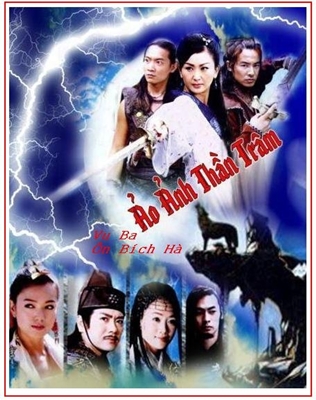 Ảo Ảnh Thần Trâm
Vu Ba
Ôn Bích Hà